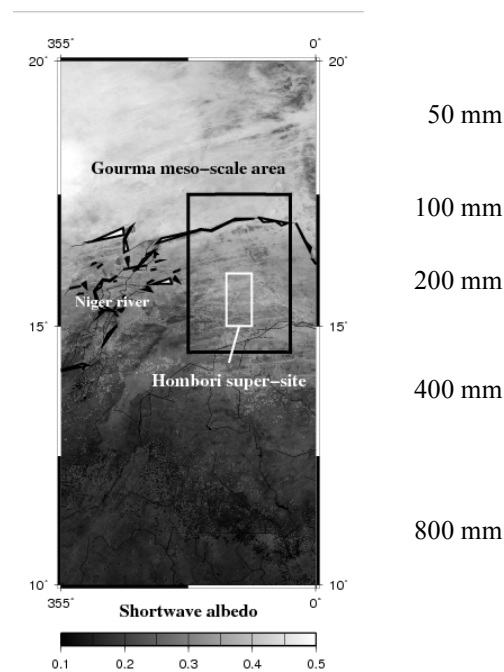 355° 0°
20° 20°
50 mm
Gourma meso-scale area
100 mm
200 mm
Niger river
15° 15°
Hombori super-site
400 mm
800 mm
10° 10°
355° 0°
Shortwave albedo
0.1 0.2 0.3 0.4 0.5